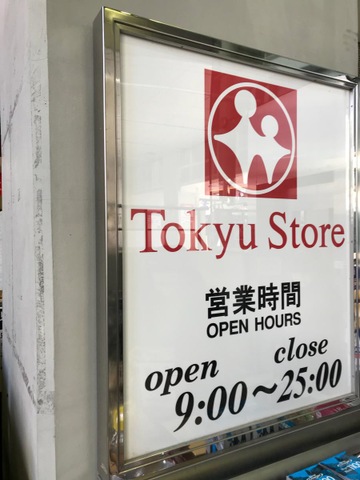 Tokyu Store
営業時間
OPEN HOURS
open close
9:00～25:00